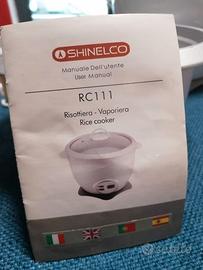 SHINELCO
Manuale Dell'utente
User Manual
RC111
Risottiera - Vaporiera
Rice cooker